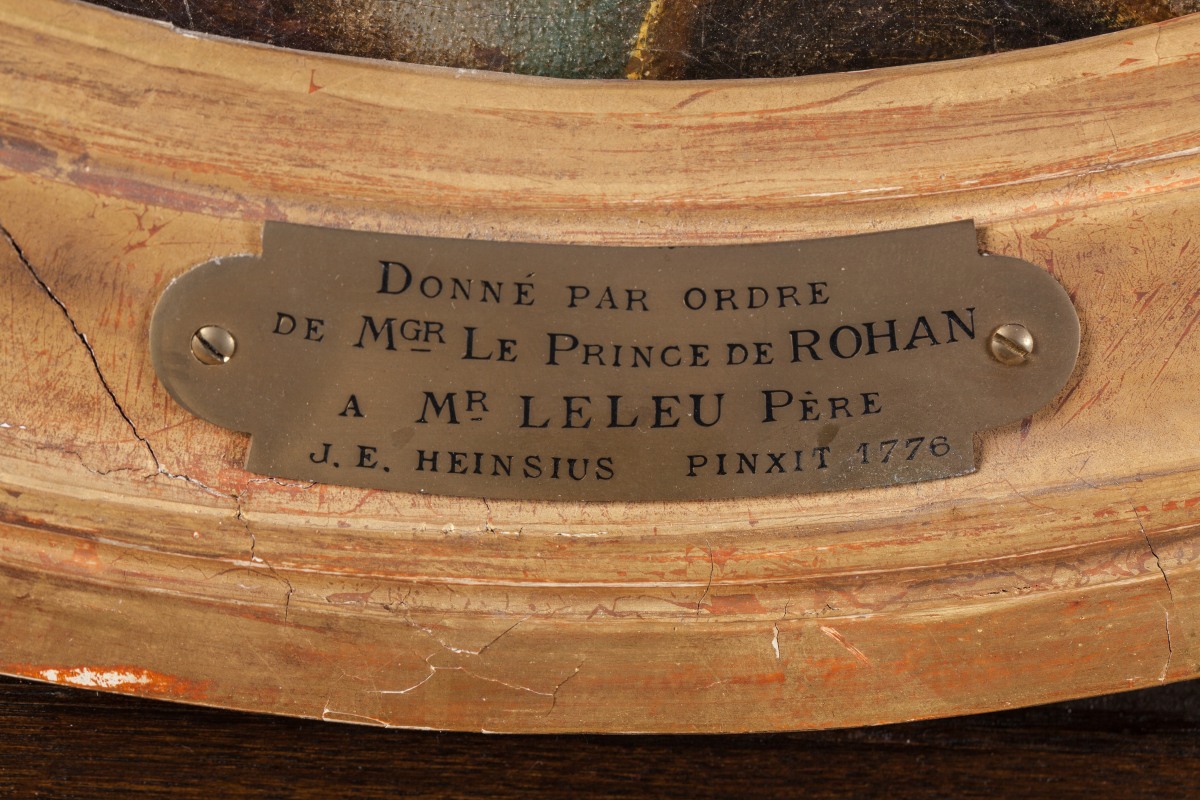 DONNÉ PAR ORDRE
DE MGR LE PRINCE DE ROHAN
A MR LELEU PÈRE
J. E. HEINSIUS PINXIT 1776